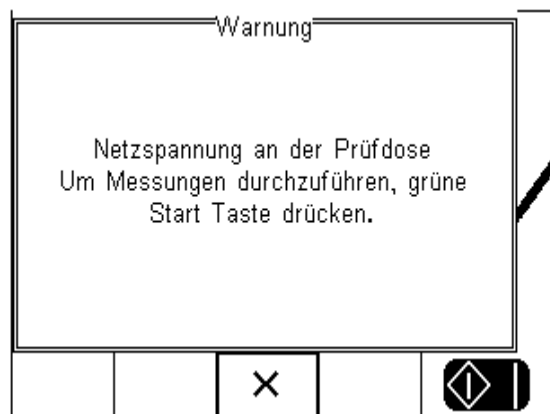 Warnung
Netzspannung an der Prüfdose
Um Messungen durchzuführen, grüne
Start Taste drücken.